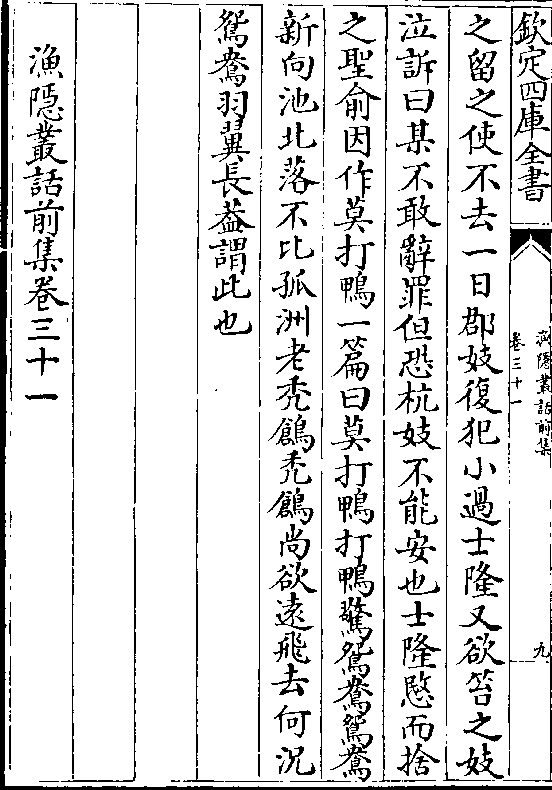 欽定四庫全書
漁隱叢話前集
卷三十一
九
之留之使不去一日郡妓復犯小過士隆又欲笞之妓
泣訴曰某不敢辭罪但恐杭妓不能安也士隆愍而捨
之聖俞因作莫打鴨一篇曰莫打鴨打鴨驚鴛鴦鴛鴦
新向池北落不比孤洲老秃鶬秃鶬尚欲遠飛去何況
鴛鴦羽翼長葢謂此也
漁隱叢話前集卷三十一